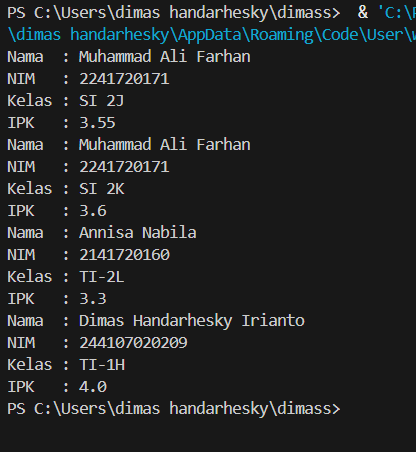 PS C:\Users\dimas handarhesky\dimass>  & 'C:\
\dimas handarhesky\AppData\Roaming\Code\User\
Nama  : Muhammad Ali Farhan
NIM   : 2241720171
Kelas : SI 2J
IPK   : 3.55
Nama  : Muhammad Ali Farhan
NIM   : 2241720171
Kelas : SI 2K
IPK   : 3.6
Nama  : Annisa Nabila
NIM   : 2141720160
Kelas : TI-2L
IPK   : 3.3
Nama  : Dimas Handarhesky Irianto
NIM   : 244107020209
Kelas : TI-1H
IPK   : 4.0
PS C:\Users\dimas handarhesky\dimass>